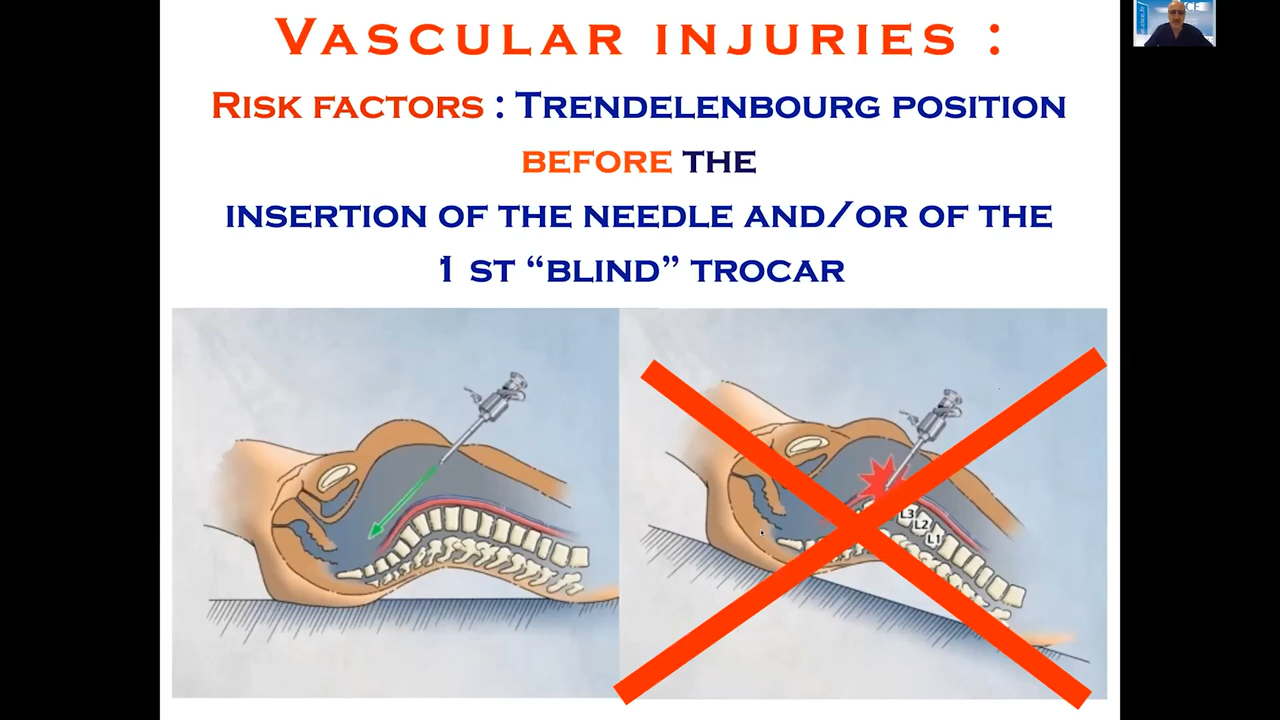 VASCULAR INJURIES :
RISK FACTORS : TRENDELENBOURG POSITION
BEFORE THE
INSERTION OF THE NEEDLE AND/OR OF THE
1 ST “BLIND” TROCAR
L3
L2
L1